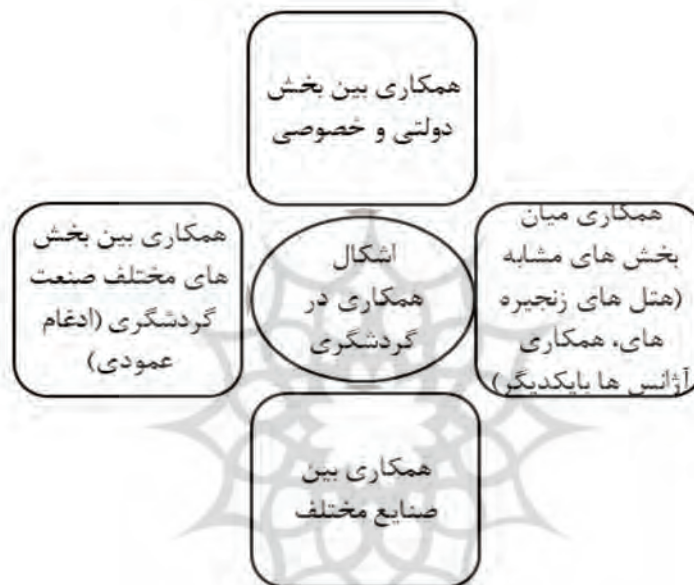 همکاری بین بخش
دولتی و خصوصی
همکاری میان
بخش های مشابه
(هتل های زنجیره
های، همکاری
آژانس ها بایکدیگر)
اشکال
همکاری در
گردشگری
همکاری بین بخش
های مختلف صنعت
گردشگری (ادغام
عمودی)
همکاری بین
صنایع مختلف